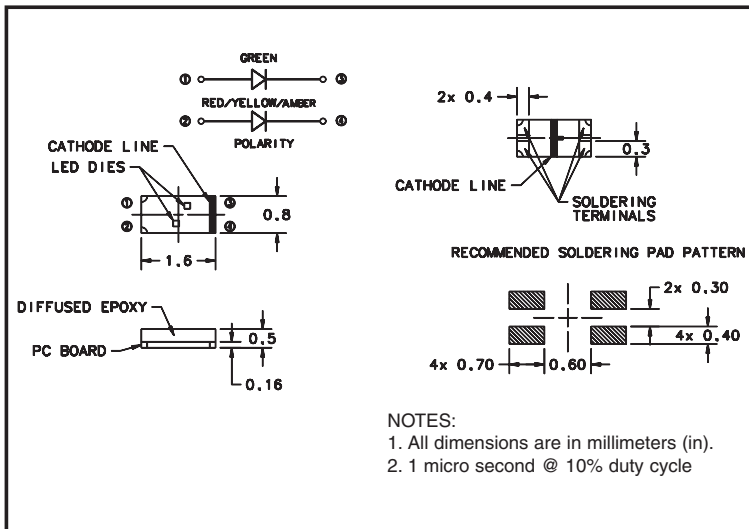 GREEN
① ③
RED/YELLOW/AMBER
② ④
POLARITY
CATHODE LINE
LED DIES
① ③
② ④
0.8
1.6
DIFFUSED EPOXY
PC BOARD
0.5
0.16
2x 0.4
0.3
CATHODE LINE
SOLDERING
TERMINALS
RECOMMENDED SOLDERING PAD PATTERN
2x 0.30
4x 0.40
4x 0.70 0.60
NOTES:
1. All dimensions are in millimeters (in).
2. 1 micro second @ 10% duty cycle